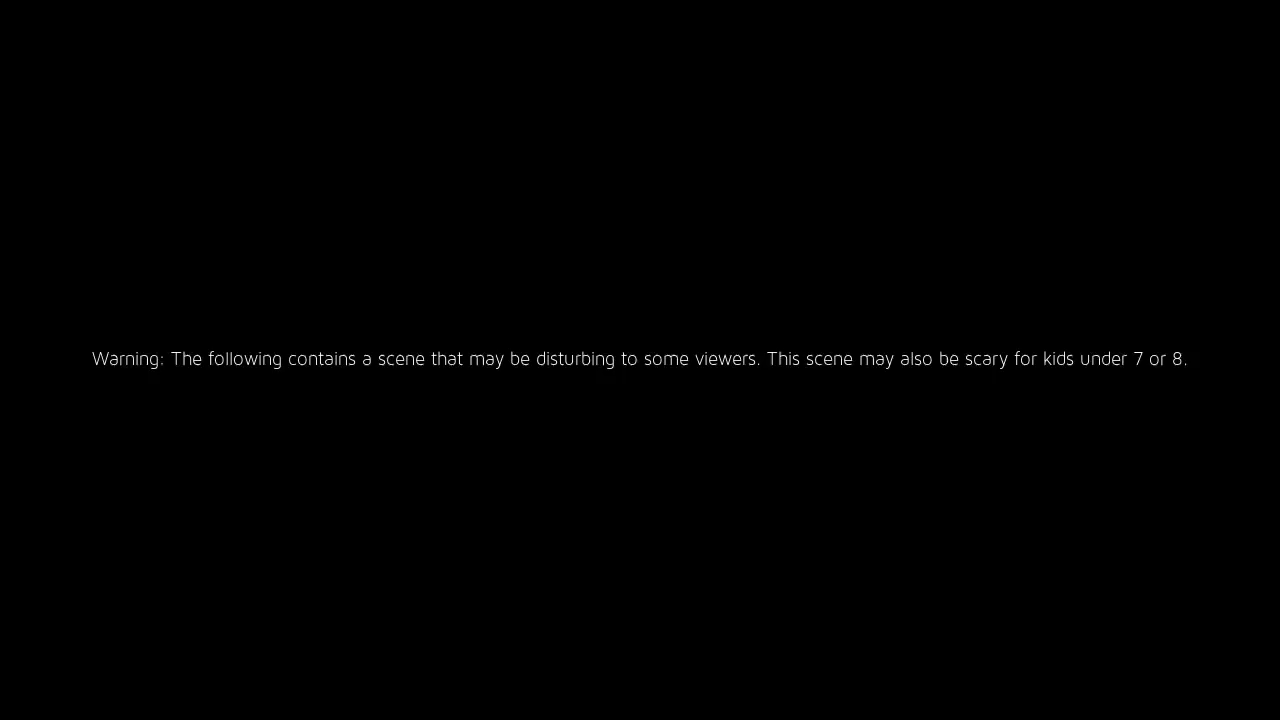 Warning: The following contains a scene that may be disturbing to some viewers. This scene may also be scary for kids under 7 or 8.